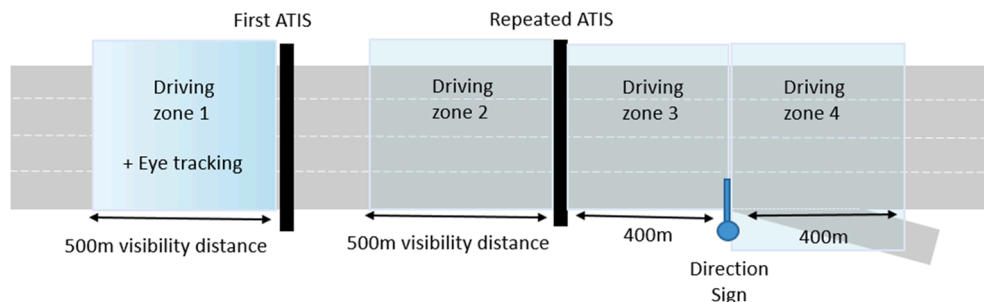 First ATIS
Repeated ATIS
Driving
zone 1
+ Eye tracking
Driving
zone 2
Driving
zone 3
Driving
zone 4
500m visibility distance
500m visibility distance
400m
400m
Direction
Sign